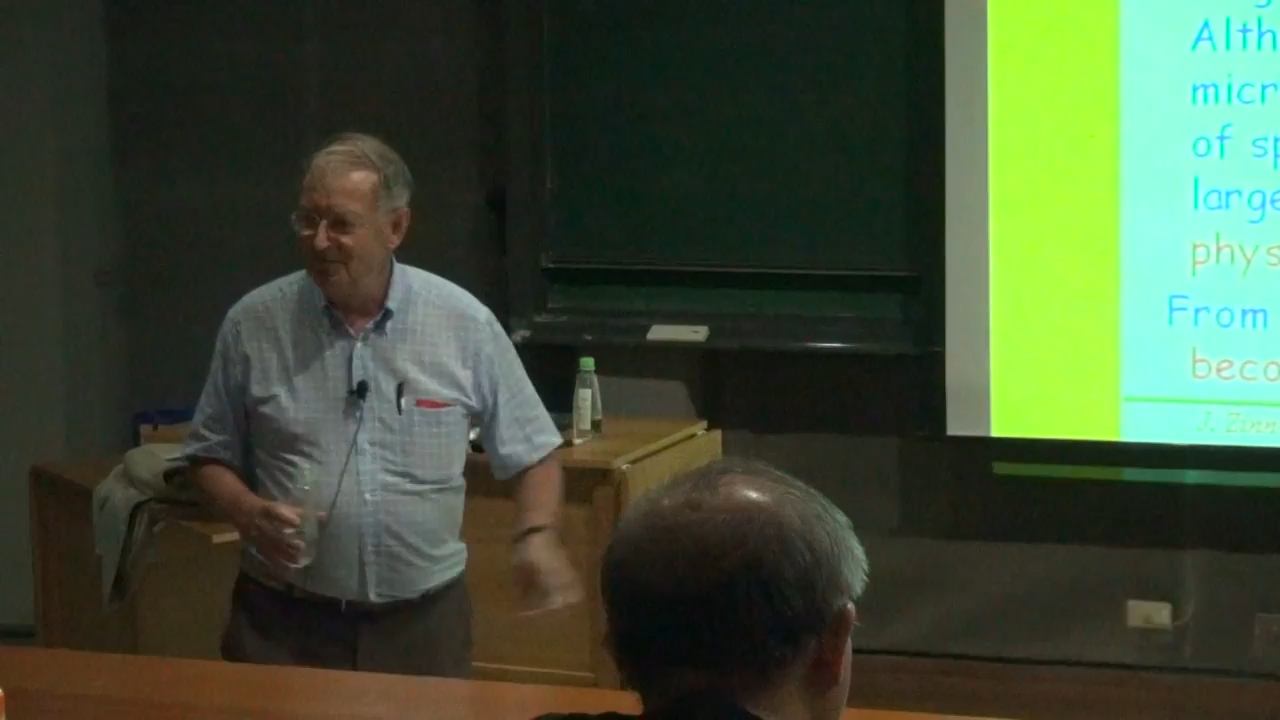 Alth
micr
of sp
large
phys
From
beco
J. Zinn